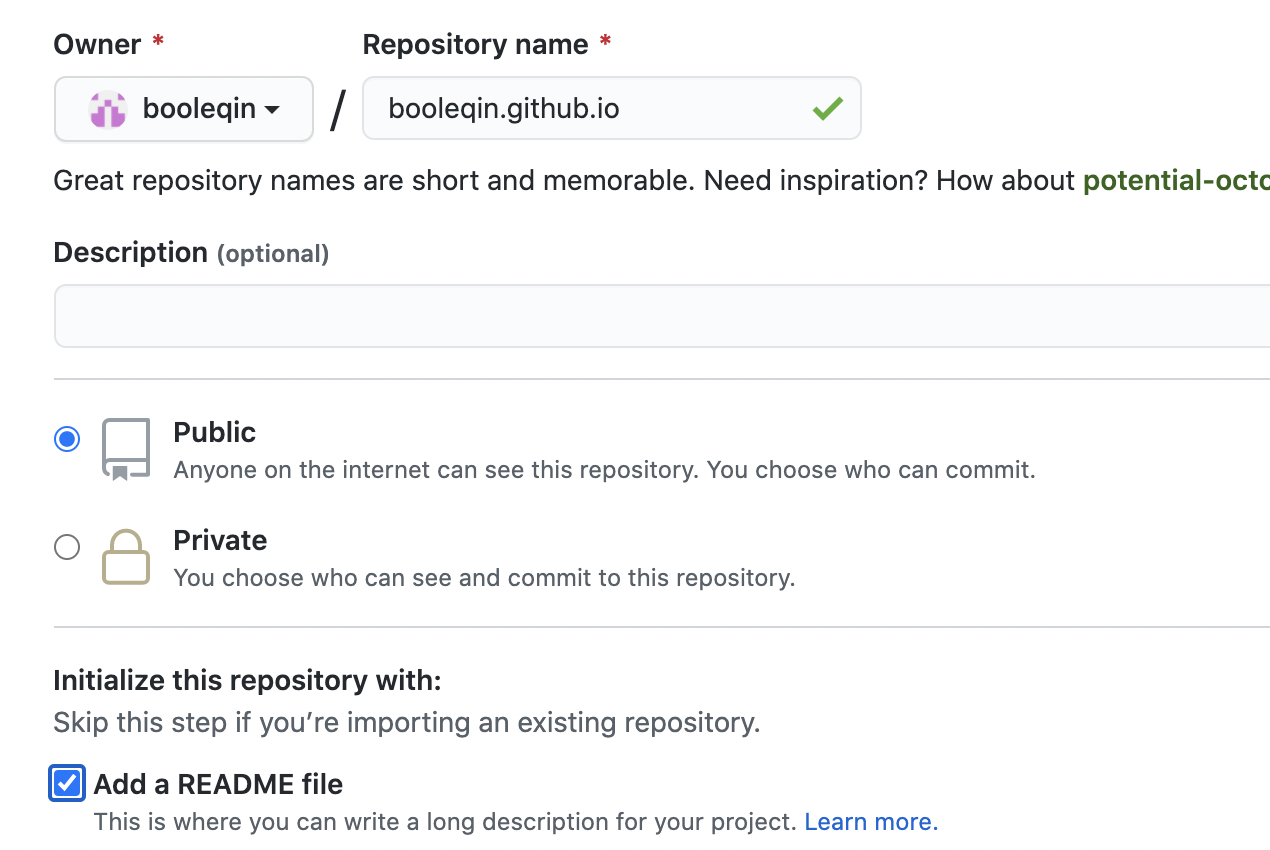 Owner * Repository name *
booleqin / booleqin.github.io
Great repository names are short and memorable. Need inspiration? How about potential-octo
Description (optional)
Public
Anyone on the internet can see this repository. You choose who can commit.
Private
You choose who can see and commit to this repository.
Initialize this repository with:
Skip this step if you’re importing an existing repository.
Add a README file
This is where you can write a long description for your project. Learn more.